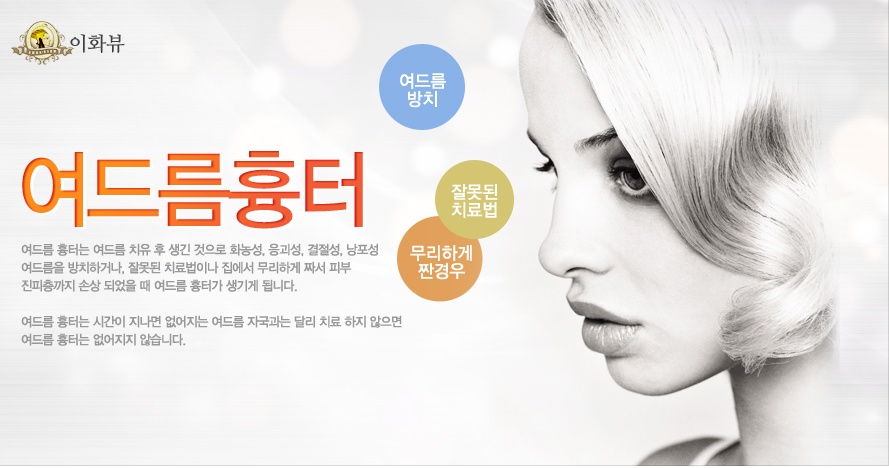 이화뷰
여드름
방치
여드름흉터
잘못된
치료법
무리하게
짠경우
여드름 흉터는 여드름 치유 후 생긴 것으로 화농성, 응괴성, 결절성, 낭포성
여드름을 방치하거나, 잘못된 치료법이나 집에서 무리하게 짜서 피부
진피층까지 손상 되었을 때 여드름 흉터가 생기게 됩니다.
여드름 흉터는 시간이 지나면 없어지는 여드름 자국과는 달리 치료 하지 않으면
여드름 흉터는 없어지지 않습니다.